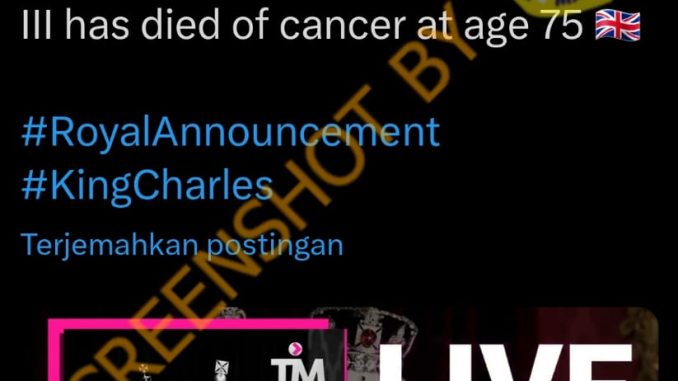 III has died of cancer at age 75
#RoyalAnnouncement
#KingCharles
Terjemahkan postingan
SCREENSHOT BY
TM
LIVE